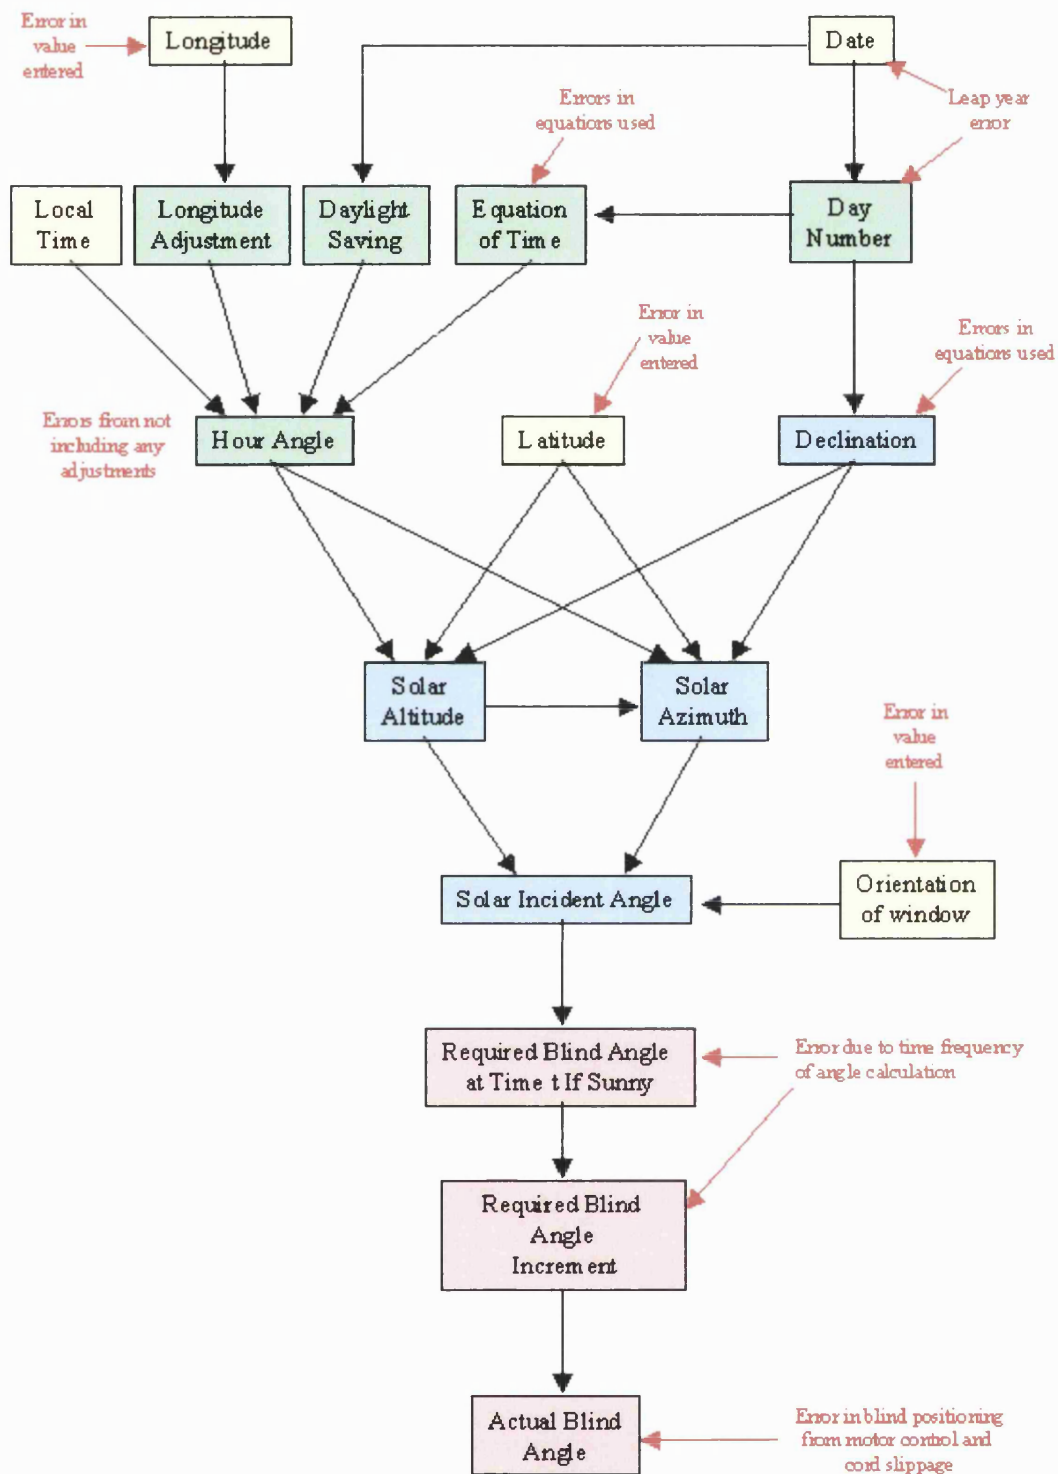 Error in
value
entered
Longitude
Date
Leap year
error
Errors in
equations used
Local
Time
Longitude
Adjustment
Daylight
Saving
Equation
of Time
Day
Number
Error in
value
entered
Errors in
equations used
Errors from not
including any
adjustments
Hour Angle
Latitude
Declination
Solar
Altitude
Solar
Azimuth
Error in
value
entered
Solar Incident Angle
Orientation
of window
Required Blind Angle
at Time t If Sunny
Error due to time frequency
of angle calculation
Required Blind
Angle
Increment
Actual Blind
Angle
Error in blind positioning
from motor control and
cord slippage